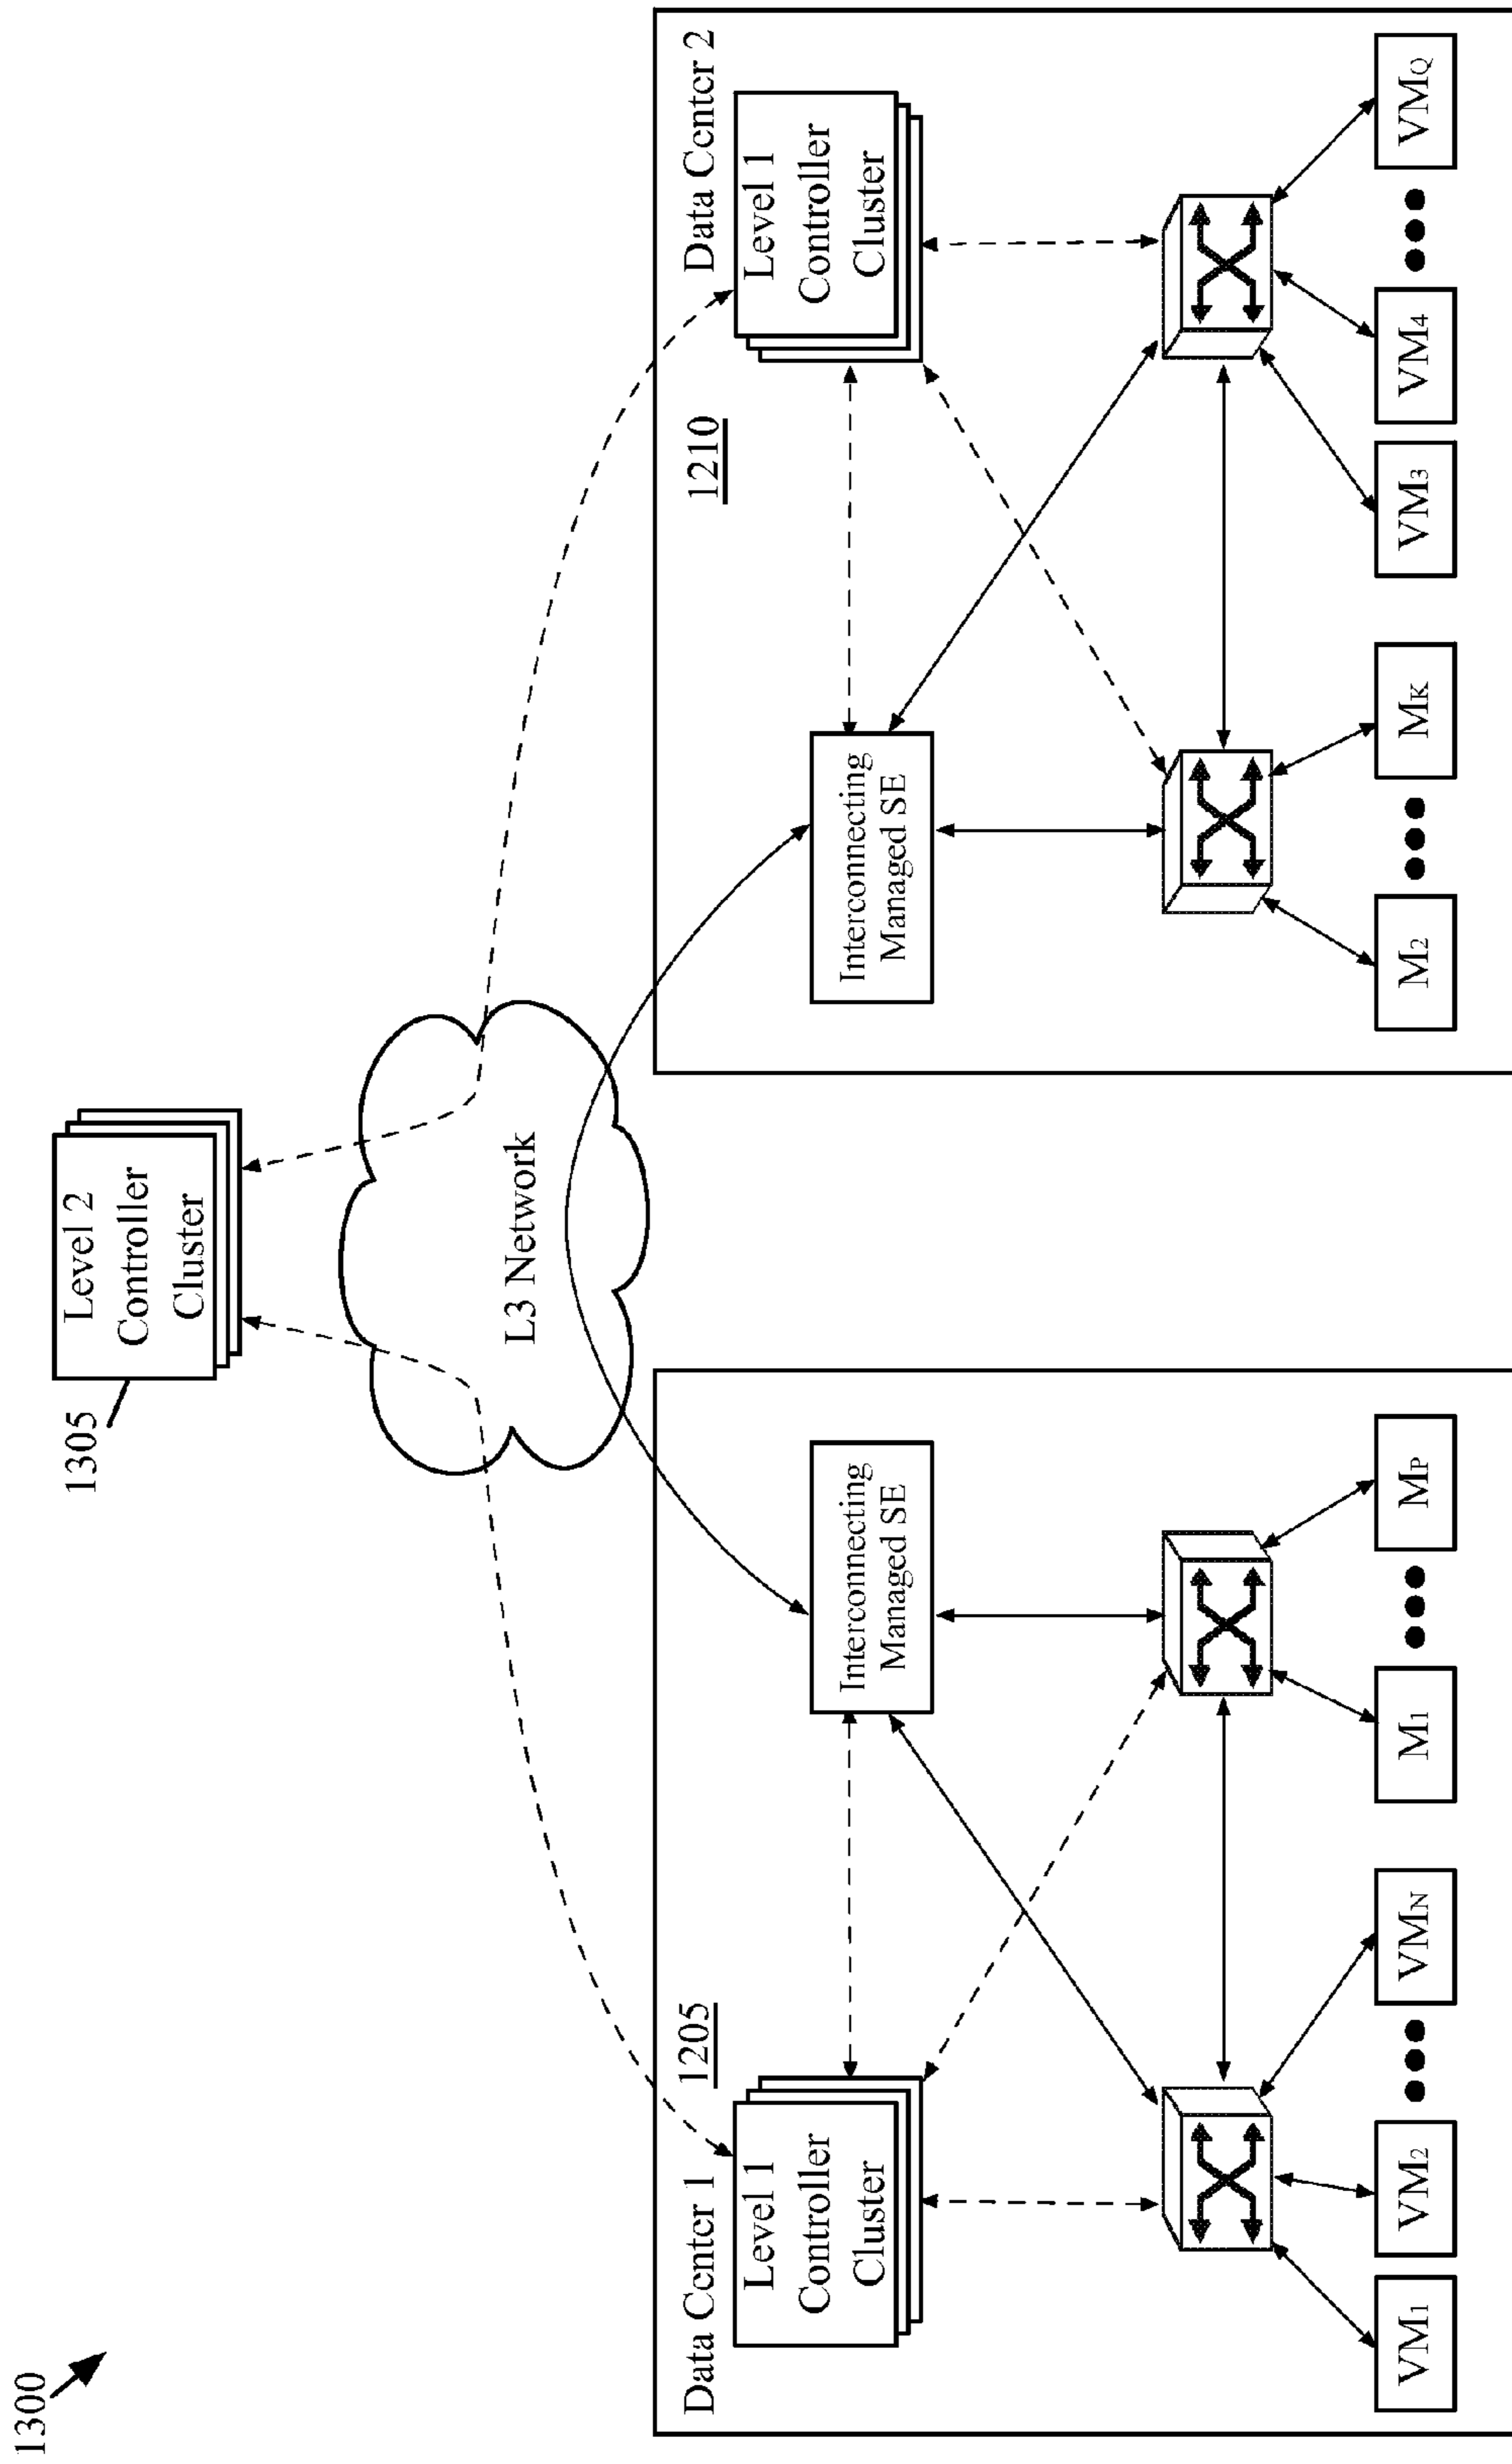 1300
1305
Level 2
Controller
Cluster
L3 Network
Data Center 1
1205
Level 1
Controller
Cluster
Interconnecting
Managed SE
VM1
VM2
VMN
M1
MP
1210
Data Center 2
Interconnecting
Managed SE
Level 1
Controller
Cluster
M2
MK
VM3
VM4
VMQ